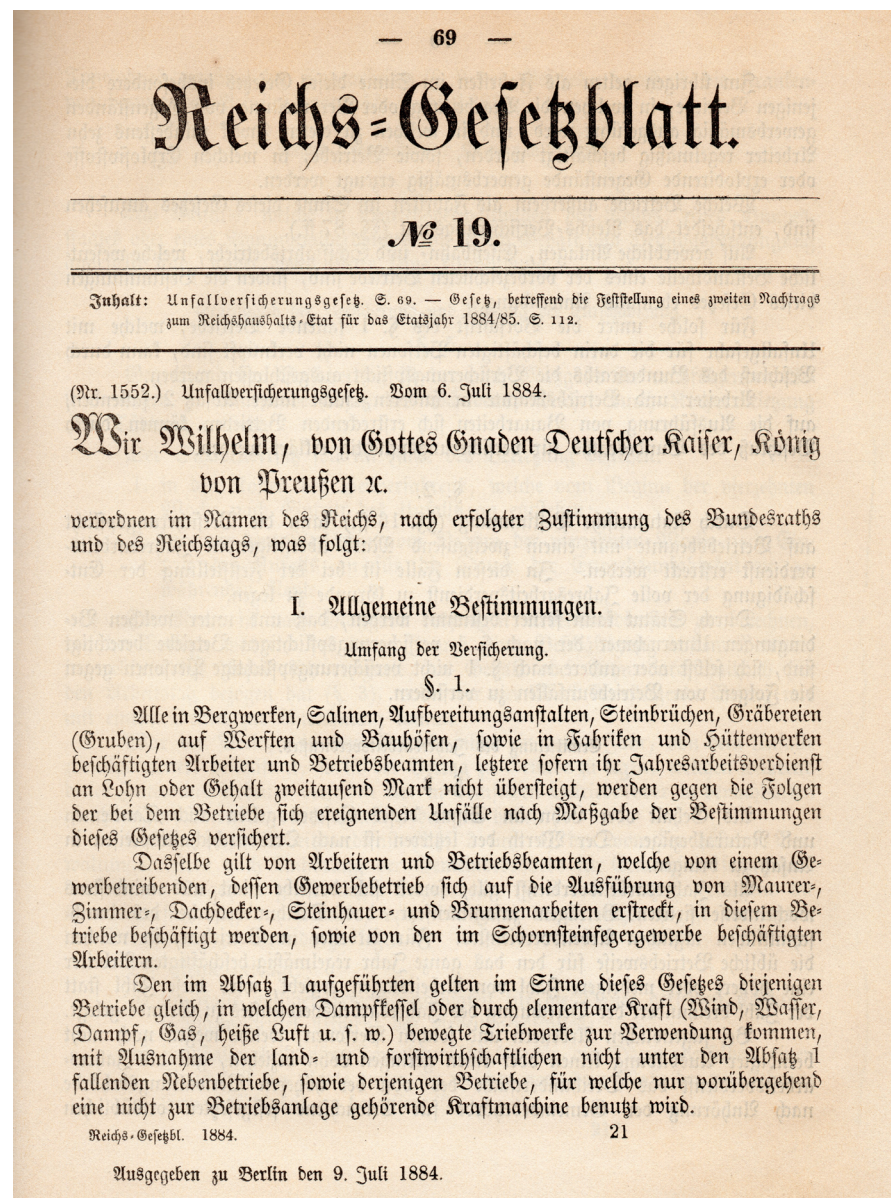 — 69 —
Reichs-Gesetzblatt.
№ 19.
Inhalt: Unfallversicherungsgesetz. S. 69. — Gesetz, betreffend die Feststellung eines zweiten Nachtrags
zum Reichshaushalts-Etat für das Etatsjahr 1884/85. S. 112.
(Nr. 1552.) Unfallversicherungsgesetz. Vom 6. Juli 1884.
Wir Wilhelm, von Gottes Gnaden Deutscher Kaiser, König
von Preußen ꝛc.
verordnen im Namen des Reichs, nach erfolgter Zustimmung des Bundesraths
und des Reichstags, was folgt:
I. Allgemeine Bestimmungen.
Umfang der Versicherung.
§. 1.
Alle in Bergwerken, Salinen, Aufbereitungsanstalten, Steinbrüchen, Gräbereien
(Gruben), auf Werften und Bauhöfen, sowie in Fabriken und Hüttenwerken
beschäftigten Arbeiter und Betriebsbeamten, letztere sofern ihr Jahresarbeitsverdienst
an Lohn oder Gehalt zweitausend Mark nicht übersteigt, werden gegen die Folgen
der bei dem Betriebe sich ereignenden Unfälle nach Maßgabe der Bestimmungen
dieses Gesetzes versichert.
Dasselbe gilt von Arbeitern und Betriebsbeamten, welche von einem Ge-
werbetreibenden, dessen Gewerbebetrieb sich auf die Ausführung von Maurer-,
Zimmer-, Dachdecker-, Steinhauer- und Brunnenarbeiten erstreckt, in diesem Be-
triebe beschäftigt werden, sowie von den im Schornsteinfegergewerbe beschäftigten
Arbeitern.
Den im Absatz 1 aufgeführten gelten im Sinne dieses Gesetzes diejenigen
Betriebe gleich, in welchen Dampfkessel oder durch elementare Kraft (Wind, Wasser,
Dampf, Gas, heiße Luft u. s. w.) bewegte Triebwerke zur Verwendung kommen,
mit Ausnahme der land- und forstwirthschaftlichen nicht unter den Absatz 1
fallenden Nebenbetriebe, sowie derjenigen Betriebe, für welche nur vorübergehend
eine nicht zur Betriebsanlage gehörende Kraftmaschine benutzt wird.
Reichs-Gesetzbl. 1884. 21
Ausgegeben zu Berlin den 9. Juli 1884.